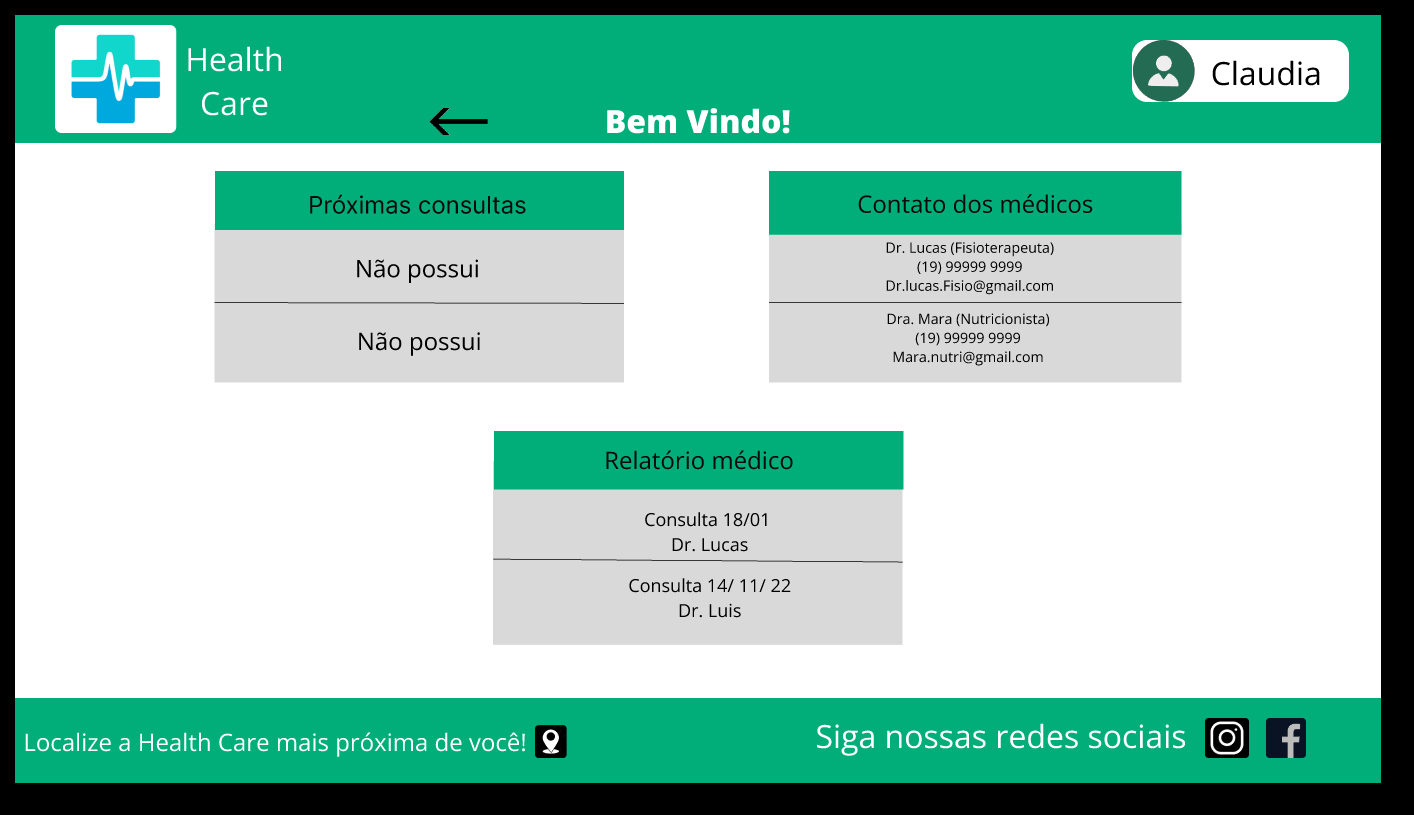 Health
Care
Claudia
Bem Vindo!
Próximas consultas
Não possui
Não possui
Contato dos médicos
Dr. Lucas (Fisioterapeuta)
(19) 99999 9999
Dr.lucas.Fisio@gmail.com
Dra. Mara (Nutricionista)
(19) 99999 9999
Mara.nutri@gmail.com
Relatório médico
Consulta 18/01
Dr. Lucas
Consulta 14/ 11/ 22
Dr. Luis
Localize a Health Care mais próxima de você!
Siga nossas redes sociais